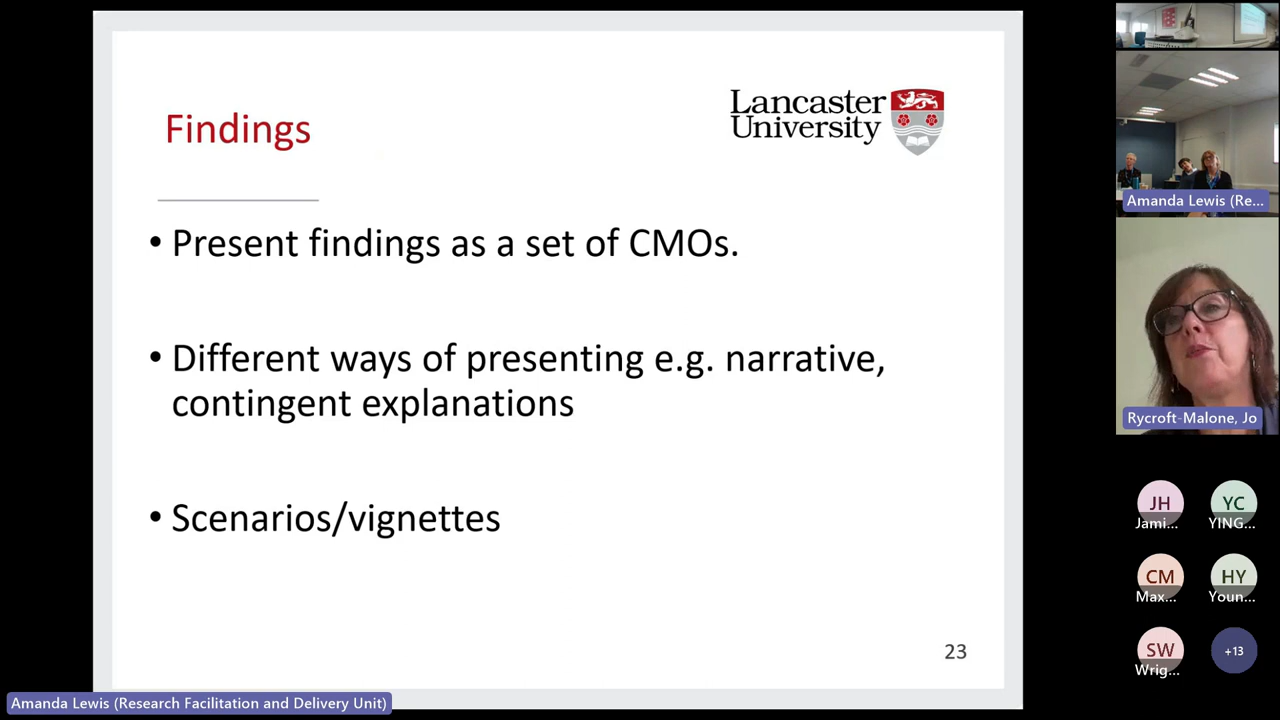 Findings
Lancaster
University
• Present findings as a set of CMOs.
• Different ways of presenting e.g. narrative,
contingent explanations
• Scenarios/vignettes
23
Amanda Lewis (Research Facilitation and Delivery Unit)
Amanda Lewis (Re...
Rycroft-Malone, Jo
JH
Jami...
YC
YING...
CM
Max...
HY
Youn...
SW
Wrig...
+13